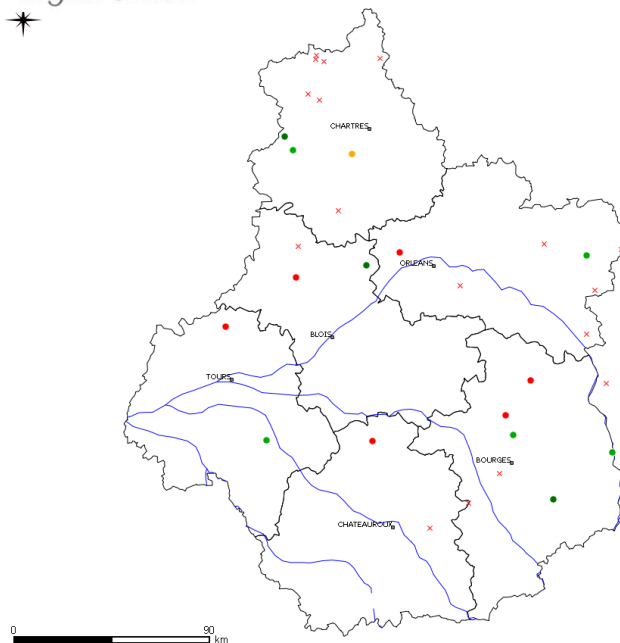 CHARTRES
ORLEANS
BLOIS
TOURS
BOURGES
CHATEAUROUX
0 90
km